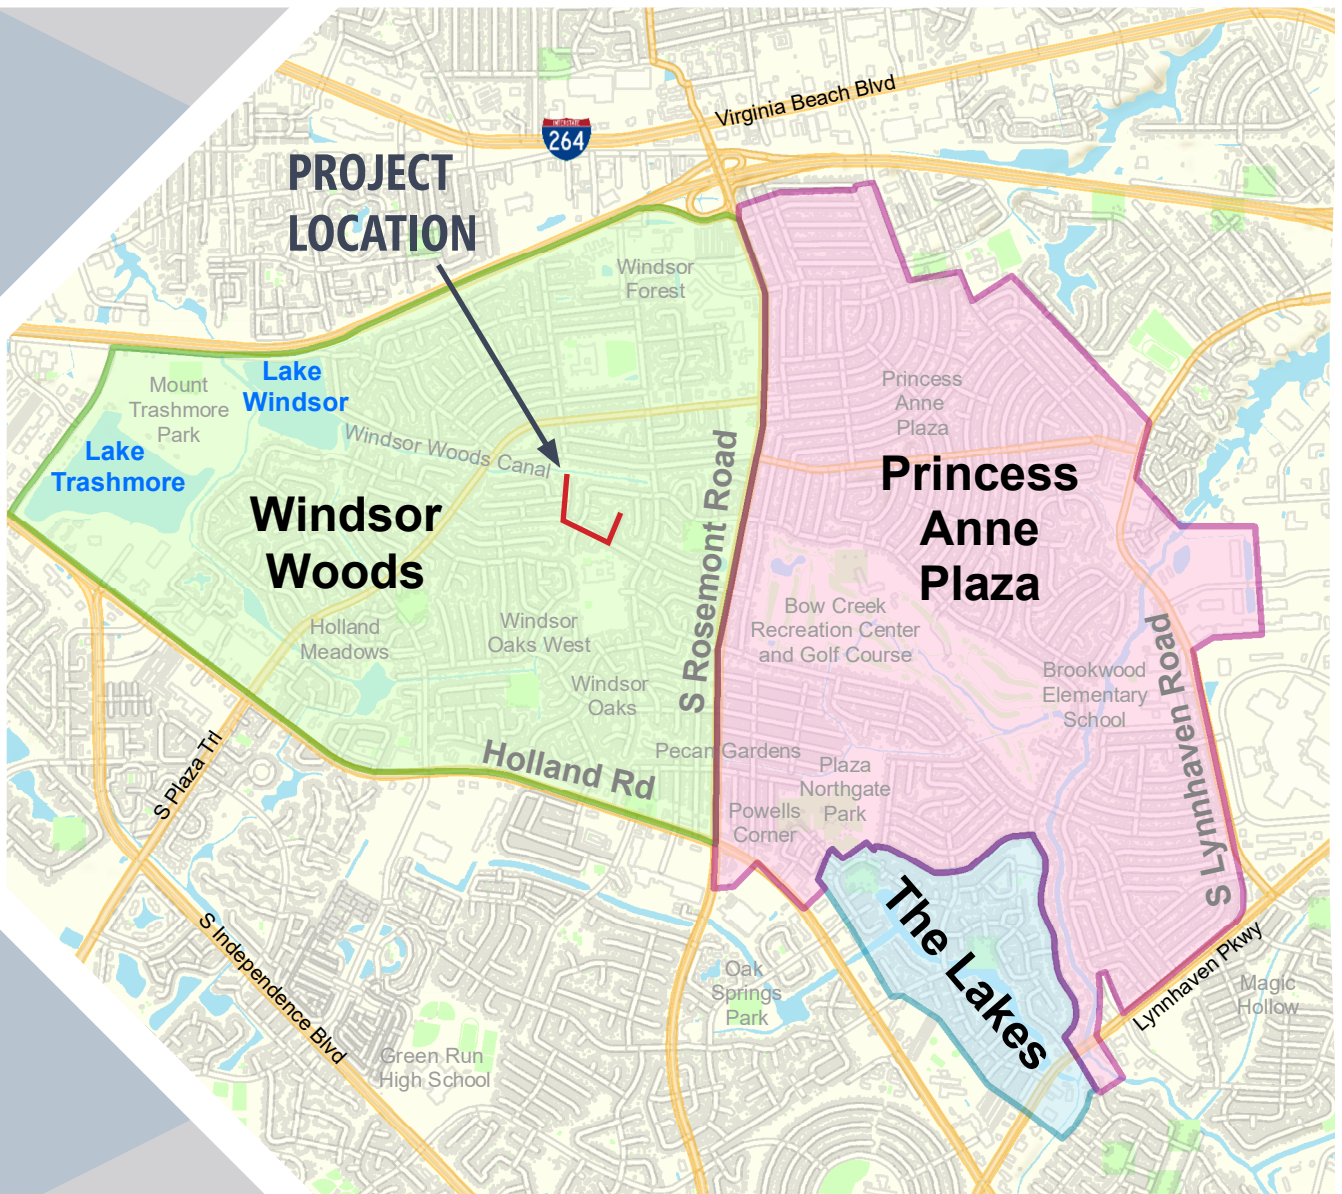 Virginia Beach Blvd
INTERSTATE
264
PROJECT
LOCATION
Windsor
Forest
Lake
Windsor
Mount
Trashmore
Park
Princess
Anne
Plaza
Windsor Woods Canal
Lake
Trashmore
Windsor
Woods
S Rosemont Road
Princess
Anne
Plaza
Bow Creek
Recreation Center
and Golf Course
Holland
Meadows
Windsor
Oaks West
Windsor
Oaks
Brookwood
Elementary
School
S Lynnhaven Road
S Plaza Trl
Holland Rd
Pecan Gardens
Plaza
Northgate
Park
Powells
Corner
The Lakes
S Independence Blvd
Lynnhaven Pkwy
Oak
Springs
Park
Magic
Hollow
Green Run
High School